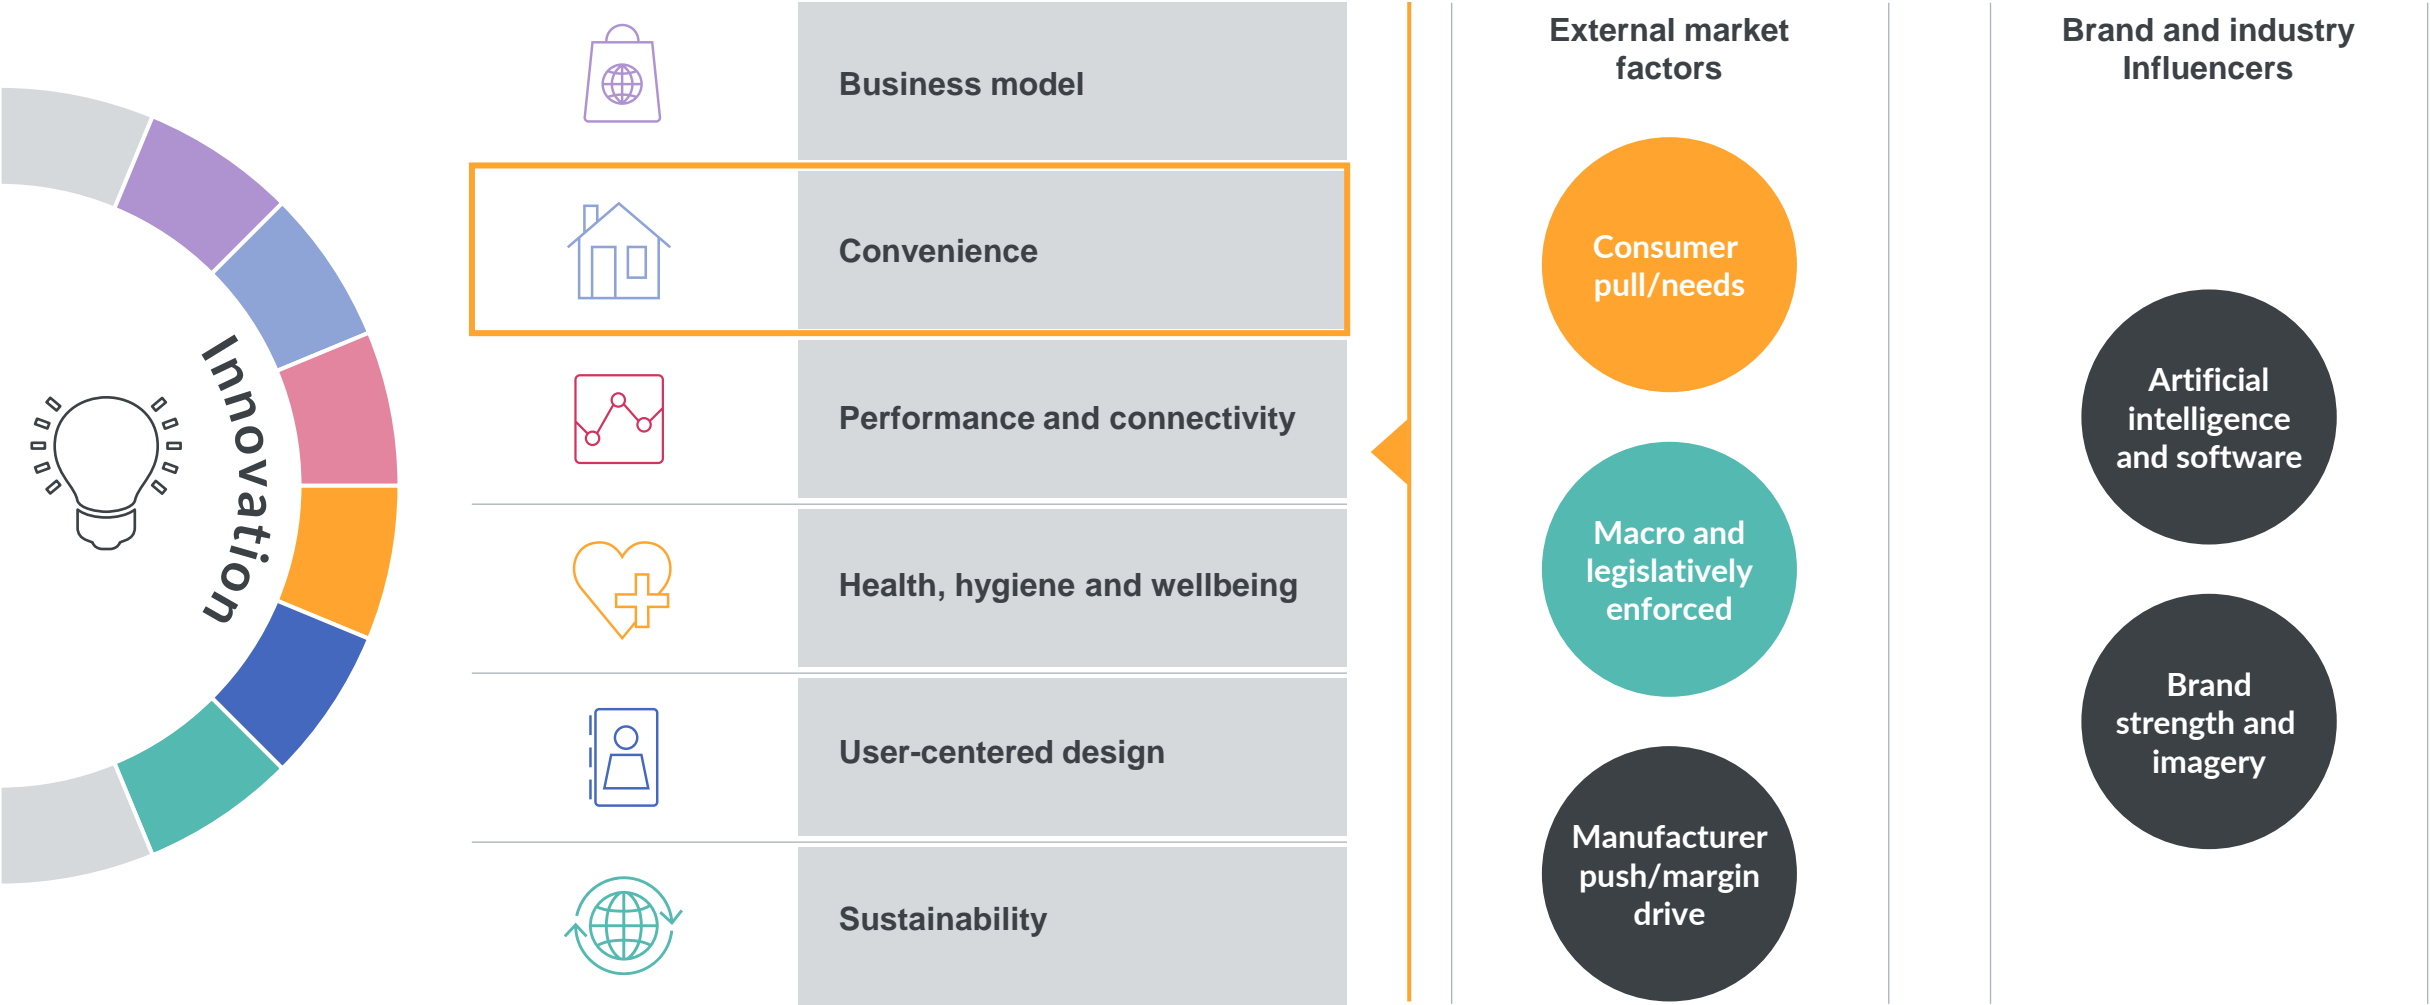 Innovation
Business model
Convenience
Performance and connectivity
Health, hygiene and wellbeing
User-centered design
Sustainability
External market
factors
Consumer
pull/needs
Macro and
legislatively
enforced
Manufacturer
push/margin
drive
Brand and industry
Influencers
Artificial
intelligence
and software
Brand
strength and
imagery